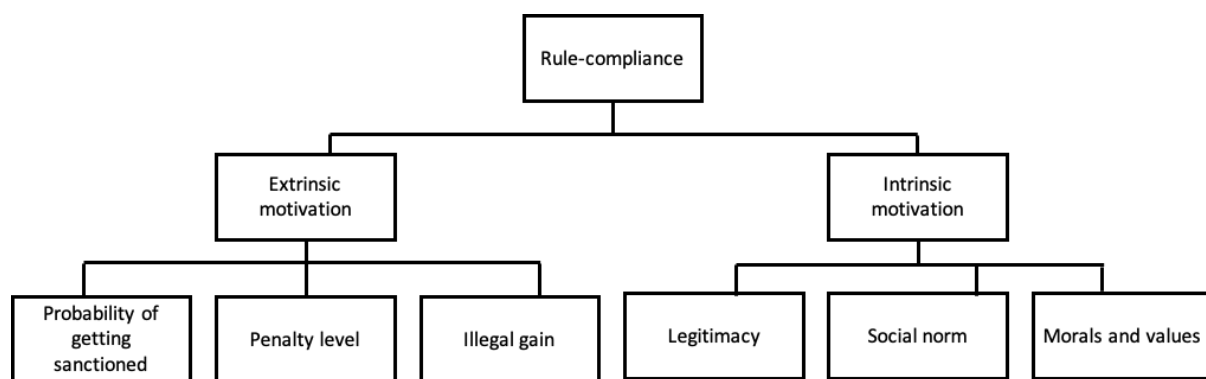 Rule-compliance
Extrinsic
motivation
Intrinsic
motivation
Probability of
getting
sanctioned
Penalty level
Illegal gain
Legitimacy
Social norm
Morals and values